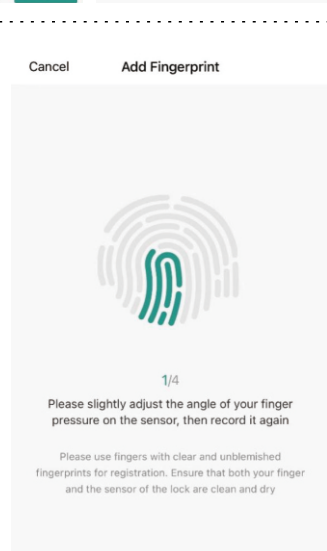 Cancel Add Fingerprint
1/4
Please slightly adjust the angle of your finger
pressure on the sensor, then record it again
Please use fingers with clear and unblemished
fingerprints for registration. Ensure that both your finger
and the sensor of the lock are clean and dry